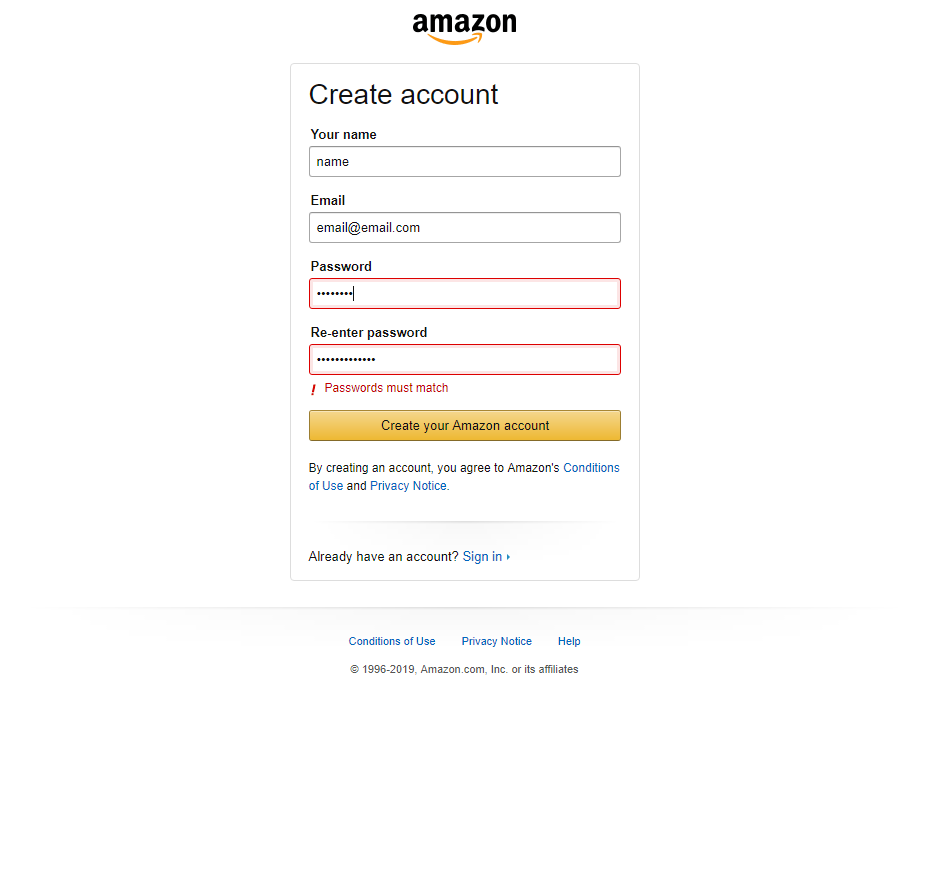 amazon
Create account
Your name
name
Email
email@email.com
Password
••••••••
Re-enter password
•••••••••••••
! Passwords must match
Create your Amazon account
By creating an account, you agree to Amazon's Conditions
of Use and Privacy Notice.
Already have an account? Sign in
Conditions of Use Privacy Notice Help
© 1996-2019, Amazon.com, Inc. or its affiliates